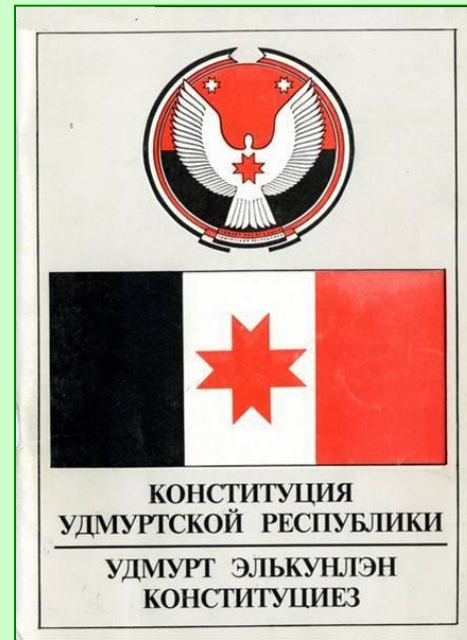 КОНСТИТУЦИЯ
УДМУРТСКОЙ РЕСПУБЛИКИ
УДМУРТ ЭЛЬКУНЛЭН
КОНСТИТУЦИЕЗ